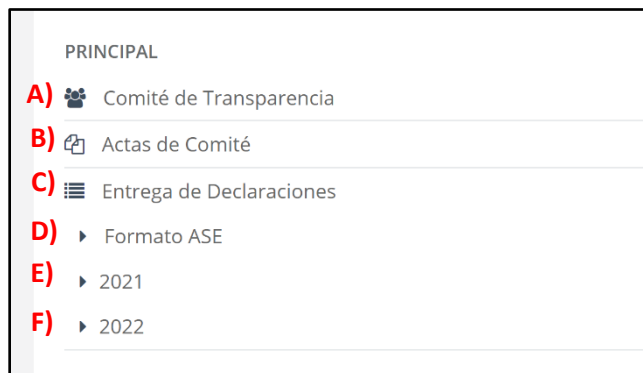 PRINCIPAL
A) Comité de Transparencia
B) Actas de Comité
C) Entrega de Declaraciones
D) Formato ASE
E) 2021
F) 2022